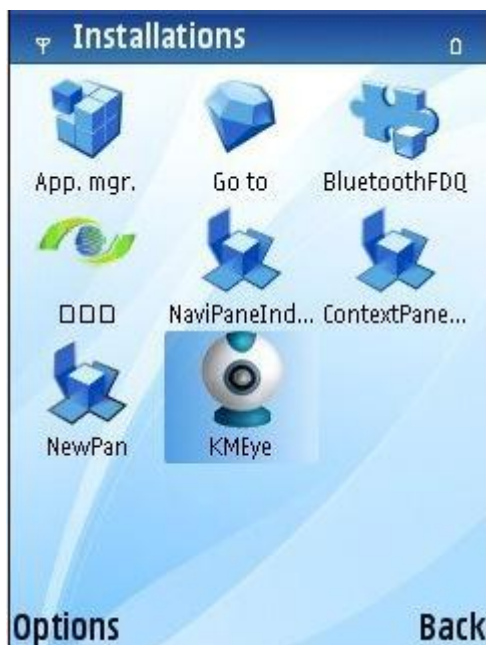 Installations
App. mgr.
Go to
BluetoothFDQ
□□□
NaviPaneInd...
ContextPane...
NewPan
KMEye
Options
Back